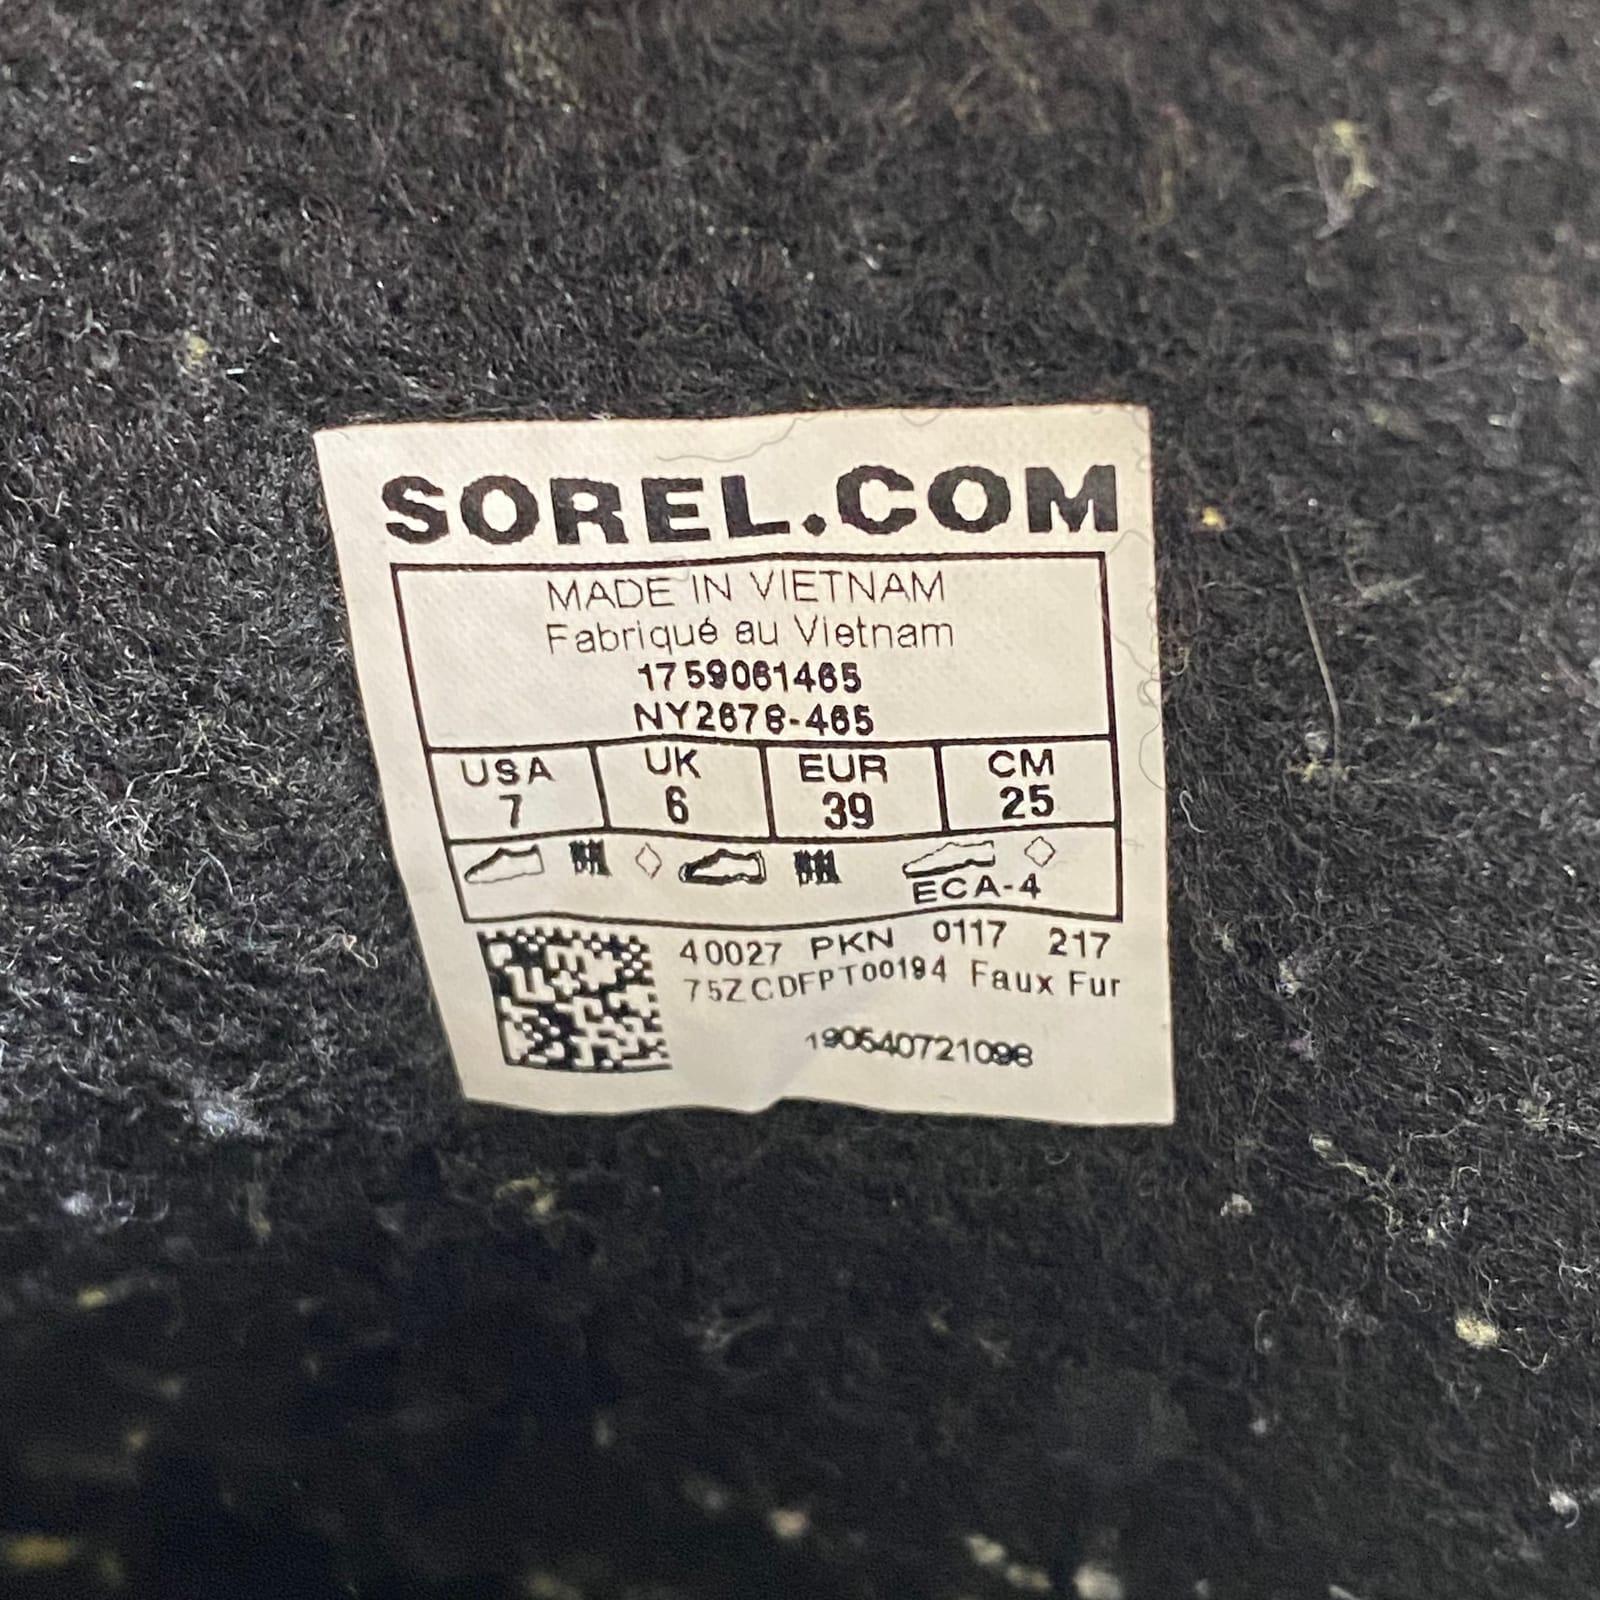 SOREL.COM
MADE IN VIETNAM
Fabriqué au Vietnam
1759061465
NY2678-465
USA UK EUR CM
7 6 39 25
ECA-4
40027 PKN 0117 217
75ZCDFPT00194 Faux Fur
190540721098